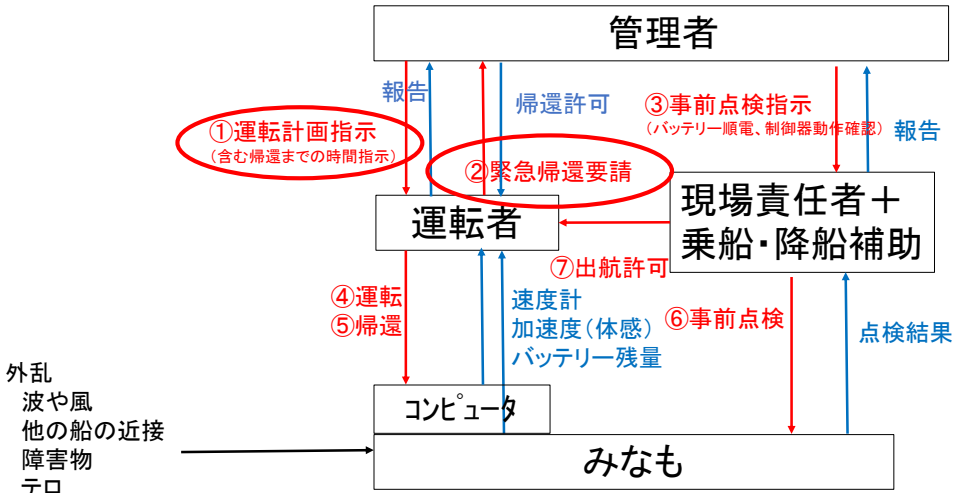 管理者
報告
帰還許可
③事前点検指示
(バッテリー順電、制御器動作確認)
報告
①運転計画指示
(含む帰還までの時間指示)
②緊急帰還要請
運転者
現場責任者＋
乗船・降船補助
⑦出航許可
④運転
⑤帰還
速度計
加速度(体感)
バッテリー残量
⑥事前点検
点検結果
外乱
波や風
他の船の近接
障害物
テロ
コンピュータ
みなも